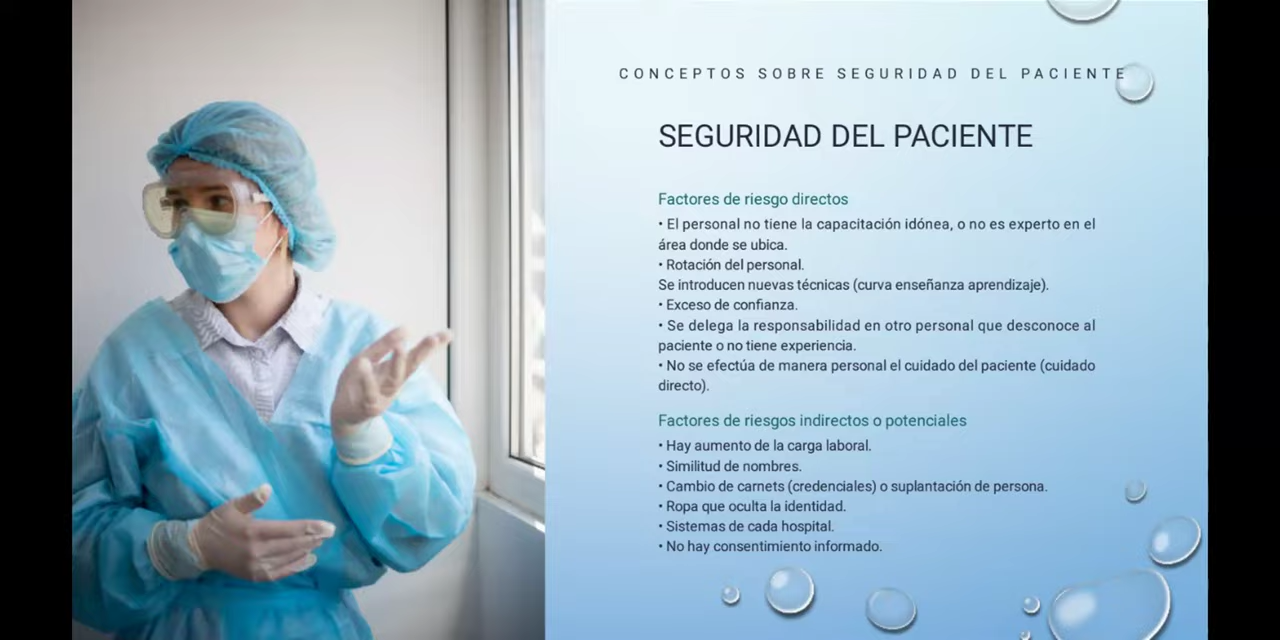 CONCEPTOS SOBRE SEGURIDAD DEL PACIENTE
SEGURIDAD DEL PACIENTE
Factores de riesgo directos
• El personal no tiene la capacitación idónea, o no es experto en el
área donde se ubica.
• Rotación del personal.
Se introducen nuevas técnicas (curva enseñanza aprendizaje).
• Exceso de confianza.
• Se delega la responsabilidad en otro personal que desconoce al
paciente o no tiene experiencia.
• No se efectúa de manera personal el cuidado del paciente (cuidado
directo).
Factores de riesgos indirectos o potenciales
• Hay aumento de la carga laboral.
• Similitud de nombres.
• Cambio de carnets (credenciales) o suplantación de persona.
• Ropa que oculta la identidad.
• Sistemas de cada hospital.
• No hay consentimiento informado.